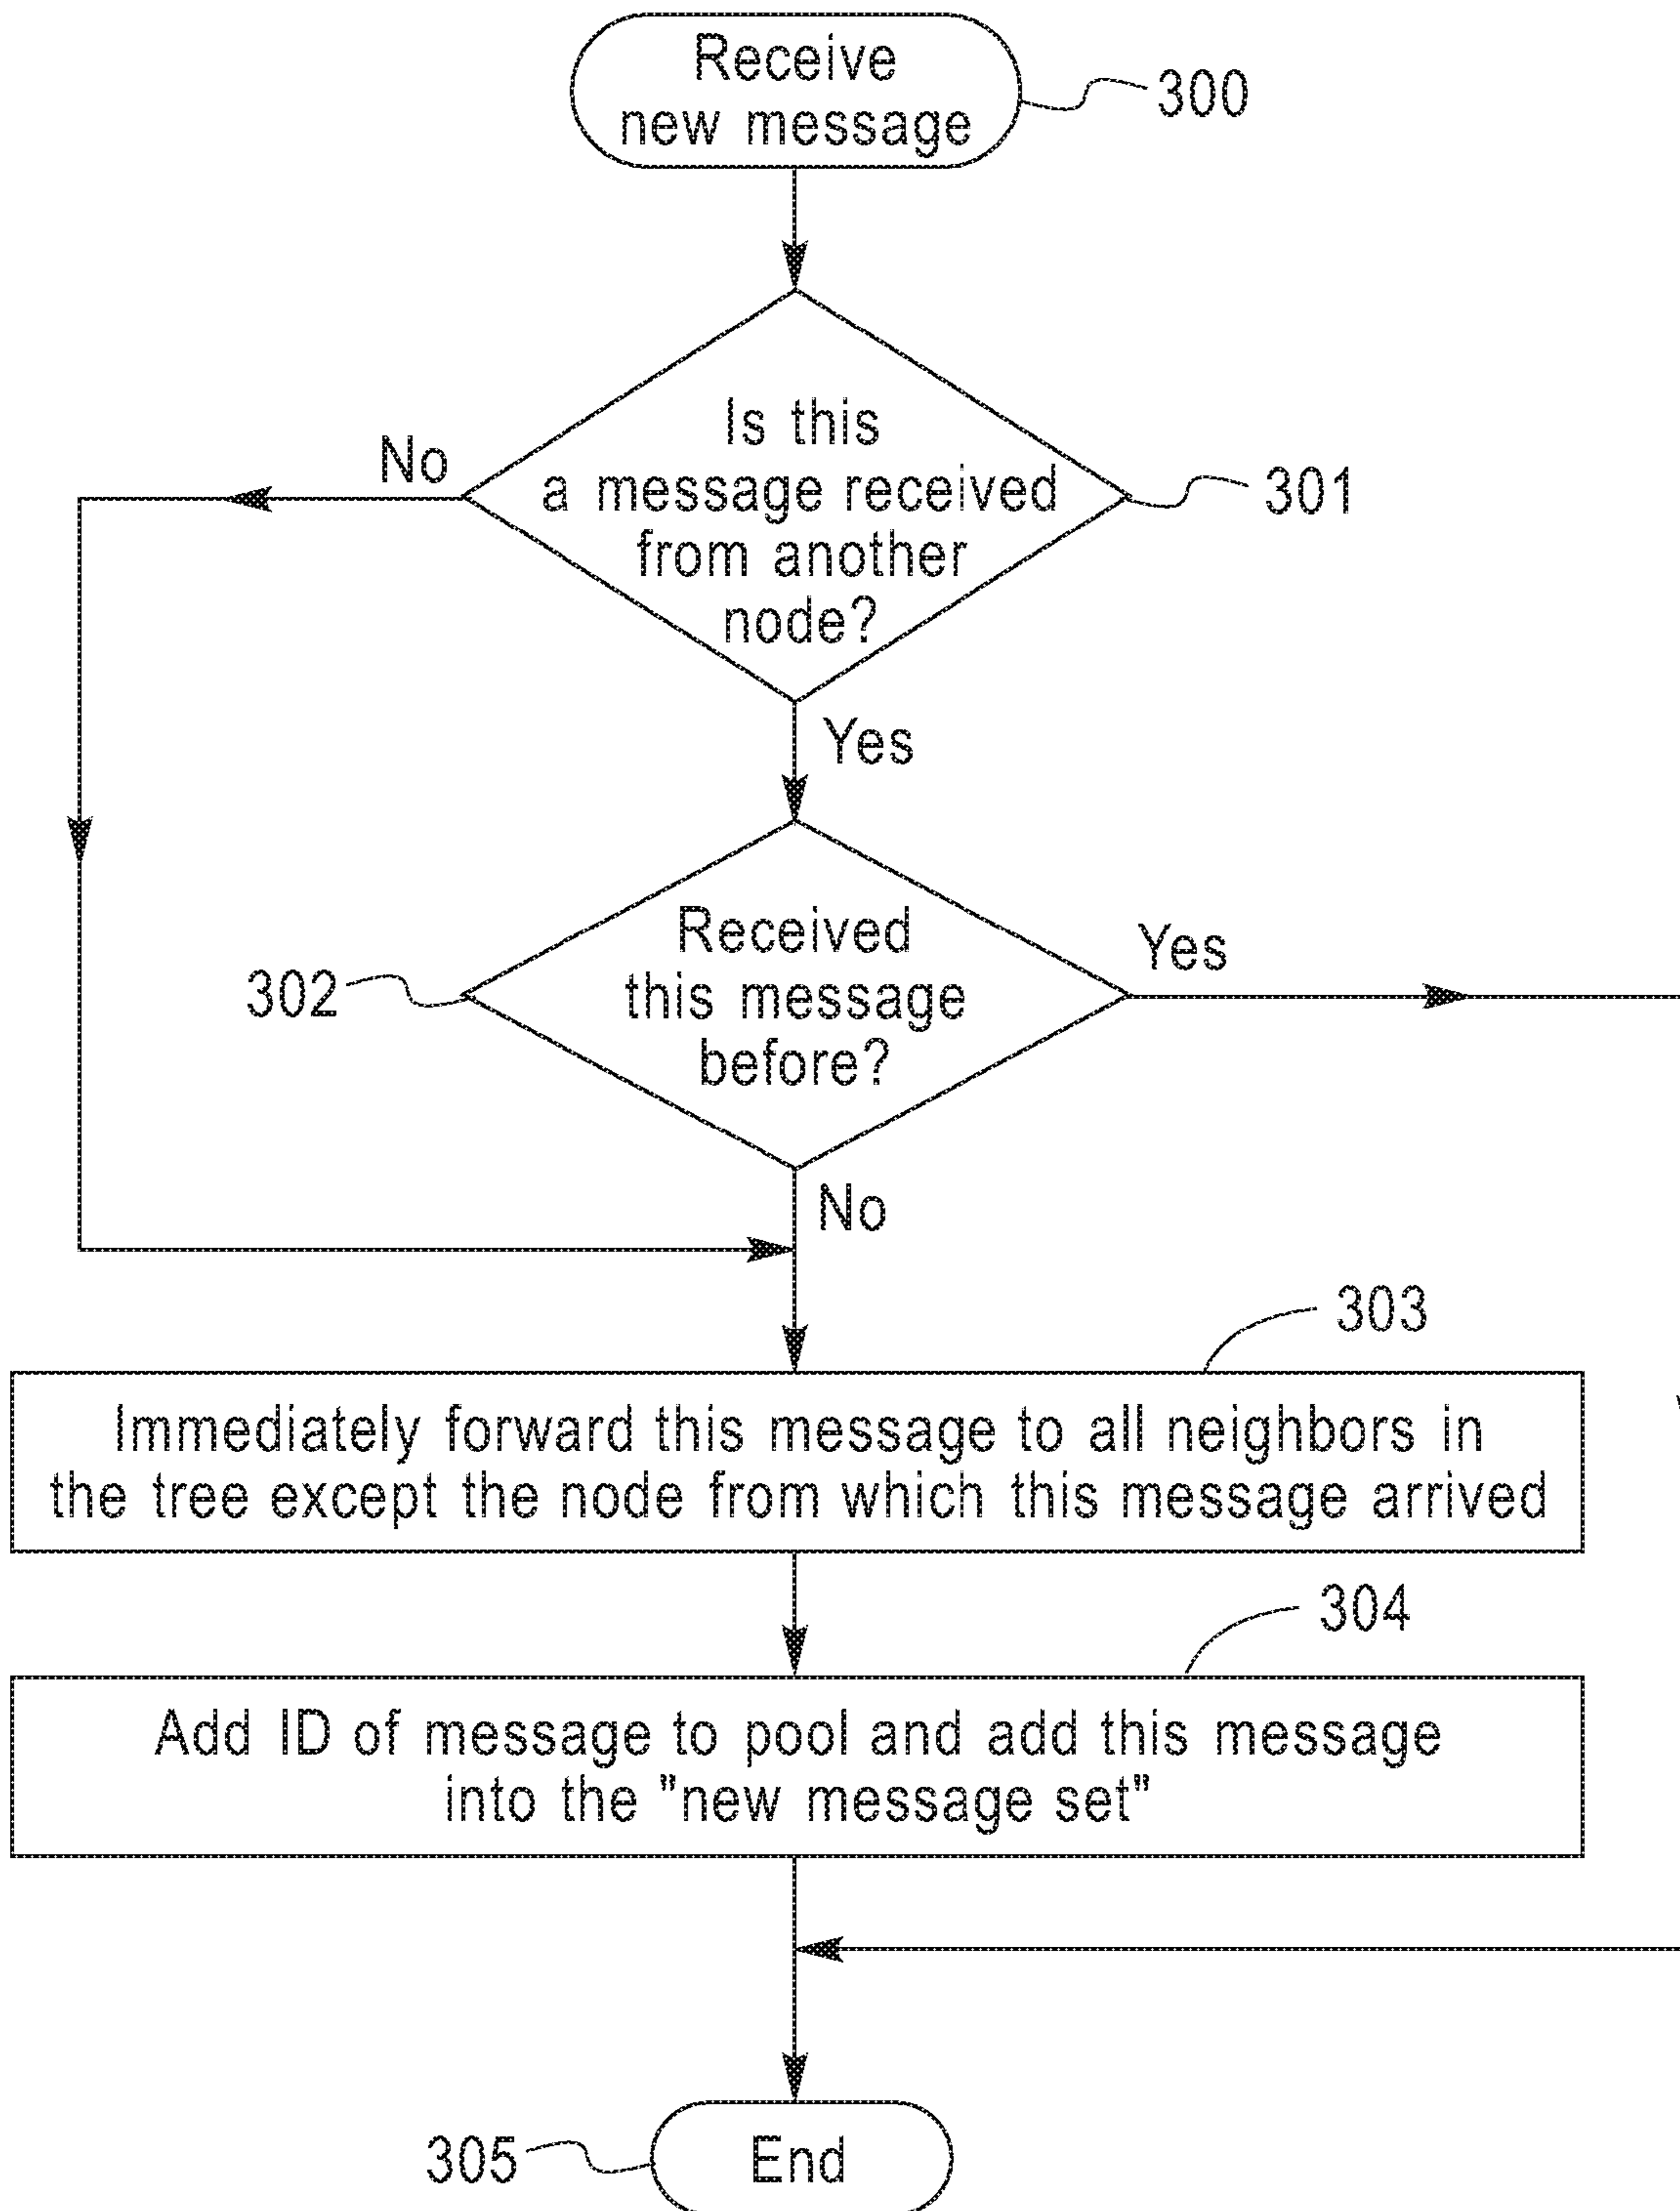 Receive
new message
300
Is this
a message received
from another
node?
301
No
Yes
Received
this message
before?
302
Yes
No
303
Immediately forward this message to all neighbors in
the tree except the node from which this message arrived
304
Add ID of message to pool and add this message
into the "new message set"
305
End